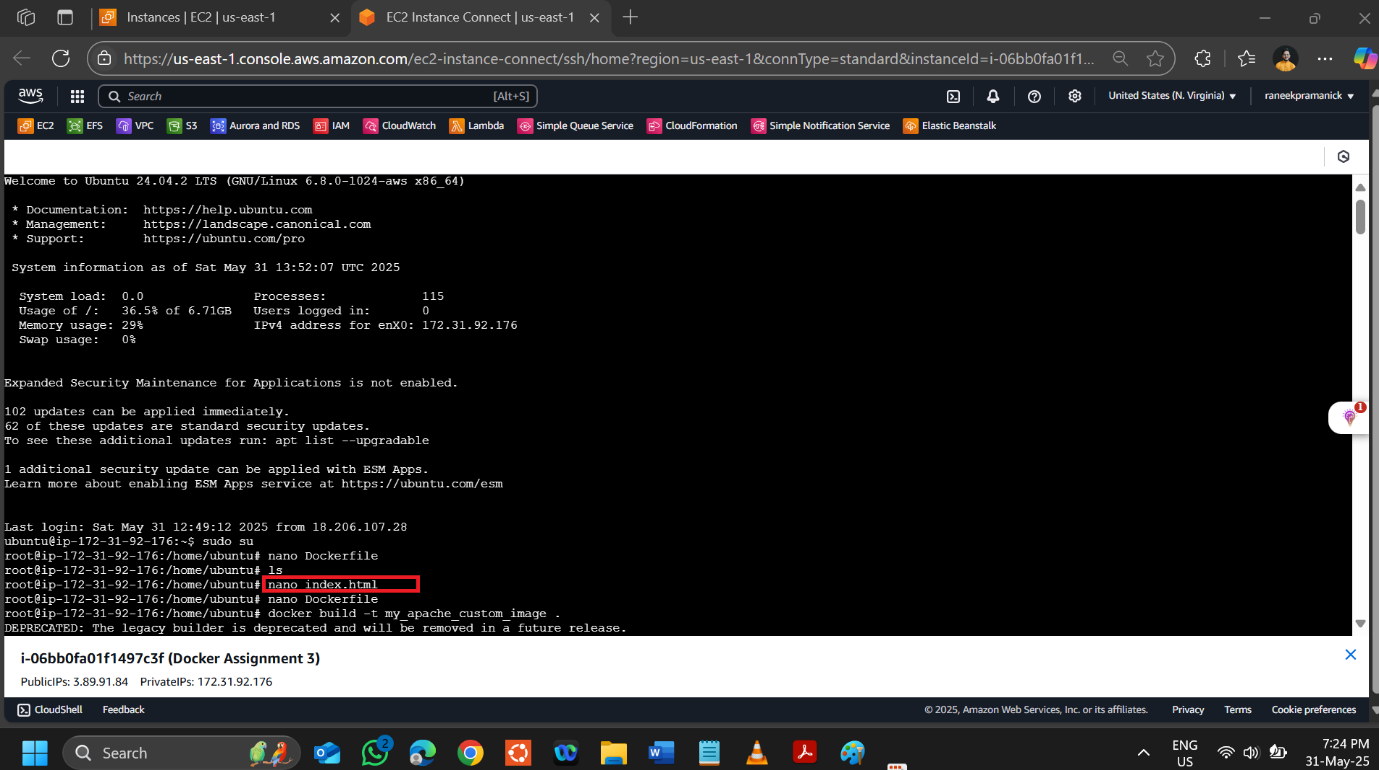 Instances | EC2 | us-east-1
EC2 Instance Connect | us-east-1
https://us-east-1.console.aws.amazon.com/ec2-instance-connect/ssh/home?region=us-east-1&connType=standard&instanceId=i-06bb0fa01f1...
aws
Search [Alt+S]
United States (N. Virginia)
raneekpramanick
EC2 EFS VPC S3 Aurora and RDS IAM CloudWatch Lambda Simple Queue Service CloudFormation Simple Notification Service Elastic Beanstalk
Welcome to Ubuntu 24.04.2 LTS (GNU/Linux 6.8.0-1024-aws x86_64)
* Documentation: https://help.ubuntu.com
* Management: https://landscape.canonical.com
* Support: https://ubuntu.com/pro
System information as of Sat May 31 13:52:07 UTC 2025
System load: 0.0 Processes: 115
Usage of /: 36.5% of 6.71GB Users logged in: 0
Memory usage: 29% IPv4 address for enX0: 172.31.92.176
Swap usage: 0%
Expanded Security Maintenance for Applications is not enabled.
102 updates can be applied immediately.
62 of these updates are standard security updates.
To see these additional updates run: apt list --upgradable
1
1 additional security update can be applied with ESM Apps.
Learn more about enabling ESM Apps service at https://ubuntu.com/esm
Last login: Sat May 31 12:49:12 2025 from 18.206.107.28
ubuntu@ip-172-31-92-176:~$ sudo su
root@ip-172-31-92-176:/home/ubuntu# nano Dockerfile
root@ip-172-31-92-176:/home/ubuntu# ls
root@ip-172-31-92-176:/home/ubuntu# nano index.html
root@ip-172-31-92-176:/home/ubuntu# nano Dockerfile
root@ip-172-31-92-176:/home/ubuntu# docker build -t my_apache_custom_image .
DEPRECATED: The legacy builder is deprecated and will be removed in a future release.
i-06bb0fa01f1497c3f (Docker Assignment 3)
PublicIPs: 3.89.91.84 PrivateIPs: 172.31.92.176
CloudShell Feedback © 2025, Amazon Web Services, Inc. or its affiliates. Privacy Terms Cookie preferences
Search
2
ENG
US
7:24 PM
31-May-25